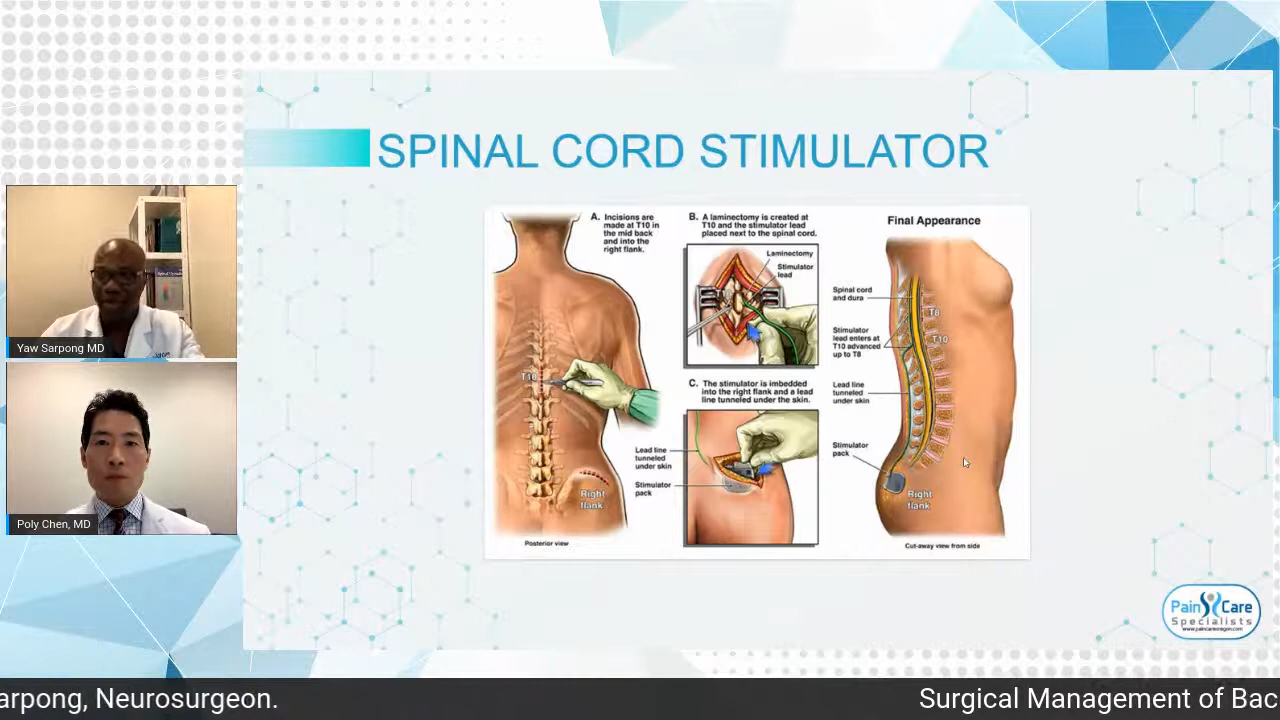 SPINAL CORD STIMULATOR
A. Incisions are
made at T10 in
the mid back
and into the
right flank.
T10
Right
flank
Posterior view
B. A laminectomy is created at
T10 and the stimulator lead
placed next to the spinal cord.
Laminectomy
Stimulator
lead
C. The stimulator is imbedded
into the right flank and a lead
line tunneled under the skin.
Lead line
tunneled
under skin
Stimulator
pack
Final Appearance
Spinal cord
and dura
T8
Stimulator
lead enters at
T10 advanced
up to T8
T10
Lead line
tunneled
under skin
Stimulator
pack
Right
flank
Cut-away view from side
Yaw Sarpong MD
Poly Chen, MD
Pain Care
Specialists
www.paincareoregon.com
arpong, Neurosurgeon.
Surgical Management of Bac